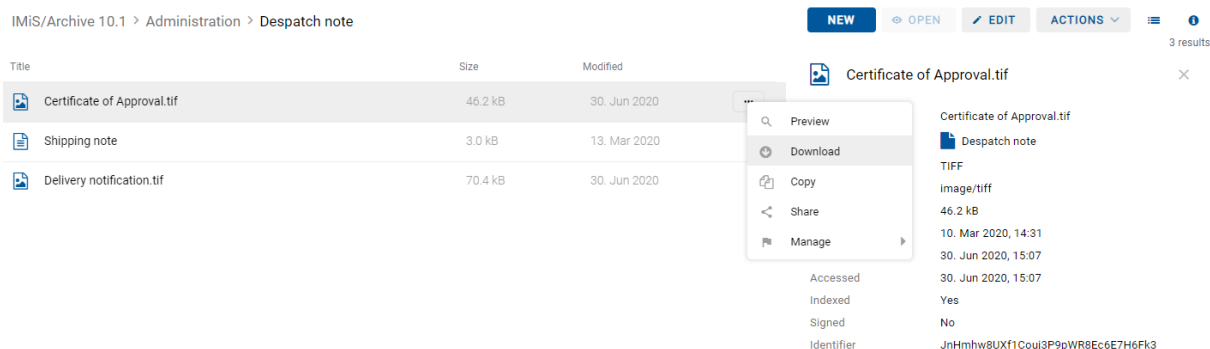 IMiS/Archive 10.1 > Administration > Despatch note
NEW OPEN EDIT ACTIONS
3 results
Title Size Modified
Certificate of Approval.tif 46.2 kB 30. Jun 2020 ...
Shipping note 3.0 kB 13. Mar 2020
Delivery notification.tif 70.4 kB 30. Jun 2020
Preview
Download
Copy
Share
Manage
Certificate of Approval.tif
Certificate of Approval.tif
Despatch note
TIFF
image/tiff
46.2 kB
10. Mar 2020, 14:31
30. Jun 2020, 15:07
Accessed 30. Jun 2020, 15:07
Indexed Yes
Signed No
Identifier JnHmhw8UXf1Coui3P9pWR8Ec6E7H6Fk3